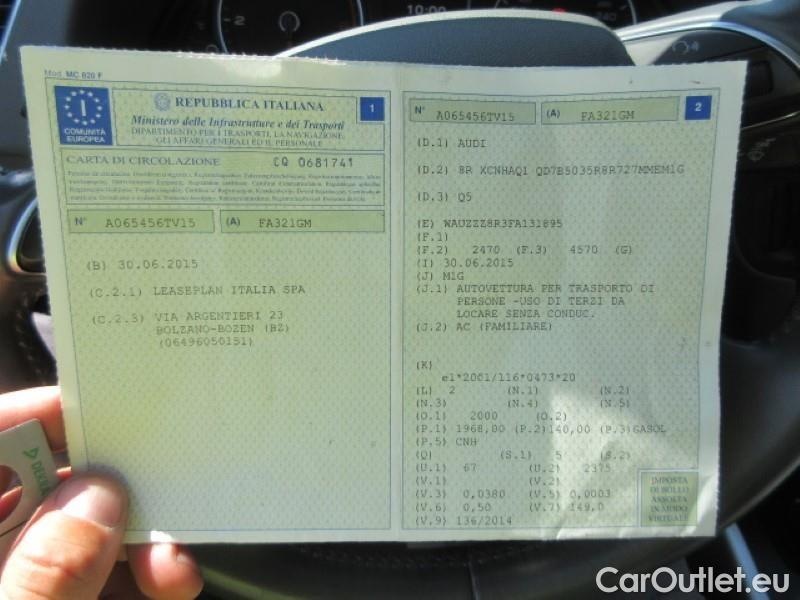 10:00
240
Mod. MC 820 F
I
COMUNITÀ
EUROPEA
REPUBBLICA ITALIANA
1
Ministero delle Infrastrutture e dei Trasporti
DIPARTIMENTO PER I TRASPORTI, LA NAVIGAZIONE,
GLI AFFARI GENERALI ED IL PERSONALE
CARTA DI CIRCOLAZIONE CQ 0681741
N° A065456TV15 (A) FA321GM
(B) 30.06.2015
(C.2.1) LEASEPLAN ITALIA SPA
(C.2.3) VIA ARGENTIERI 23
BOLZANO-BOZEN (BZ)
(06496050151)
DEKRA
N° A065456TV15 (A) FA321GM 2
(D.1) AUDI
(D.2) 8R XCNHAQ1 QD7B5035R8R727MMEM1G
(D.3) Q5
(E) WAUZZZ8R3FA131895
(F.1)
(F.2) 2470 (F.3) 4570 (G)
(I) 30.06.2015
(J) M1G
(J.1) AUTOVETTURA PER TRASPORTO DI
PERSONE -USO DI TERZI DA
LOCARE SENZA CONDUC.
(J.2) AC (FAMILIARE)
(K)
e1*2001/116*0473*20
(L) 2 (N.1) (N.2)
(N.3) (N.4) (N.5)
(O.1) 2000 (O.2)
(P.1) 1968,00 (P.2)140,00 (P.3)GASOL
(P.5) CNH
(Q) (S.1) 5 (S.2)
(U.1) 67 (U.2) 2375
(V.1) (V.2)
(V.3) 0,0380 (V.5) 0,0003
(V.6) 0,50 (V.7) 149,0
(V.9) 136/2014
IMPOSTA
DI BOLLO
ASSOLTA
IN MODO
VIRTUALE
CarOutlet.eu